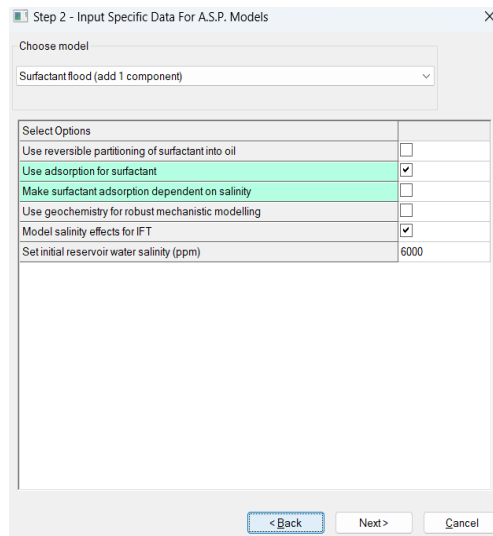 Step 2 - Input Specific Data For A.S.P. Models
Choose model
Surfactant flood (add 1 component)
Select Options
Use reversible partitioning of surfactant into oil
Use adsorption for surfactant
Make surfactant adsorption dependent on salinity
Use geochemistry for robust mechanistic modelling
Model salinity effects for IFT
Set initial reservoir water salinity (ppm) 6000
< Back Next > Cancel